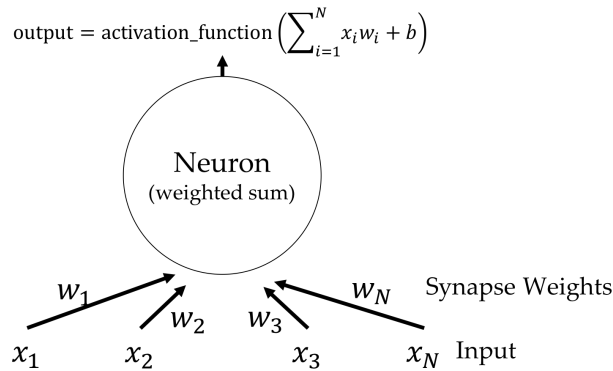 output = activation_function(∑_{i=1}^{N} x_i w_i + b)
Neuron
(weighted sum)
w_1 w_2 w_3 w_N Synapse Weights
x_1 x_2 x_3 x_N Input